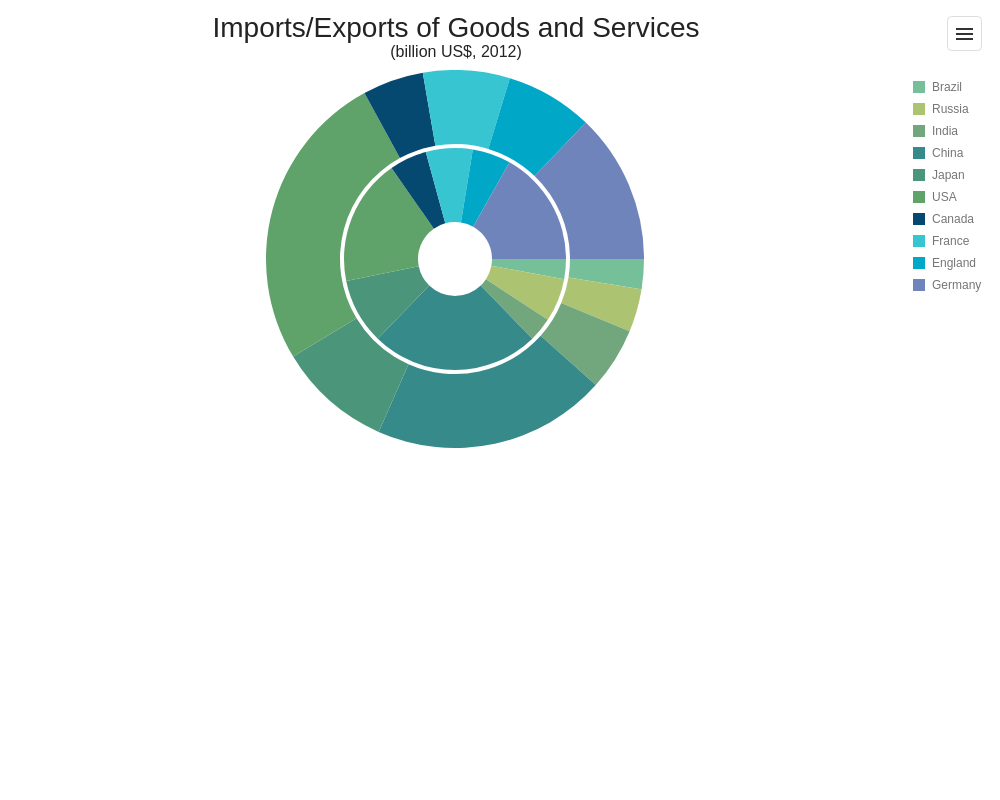 Imports/Exports of Goods and Services
(billion US$, 2012)
Brazil
Russia
India
China
Japan
USA
Canada
France
England
Germany